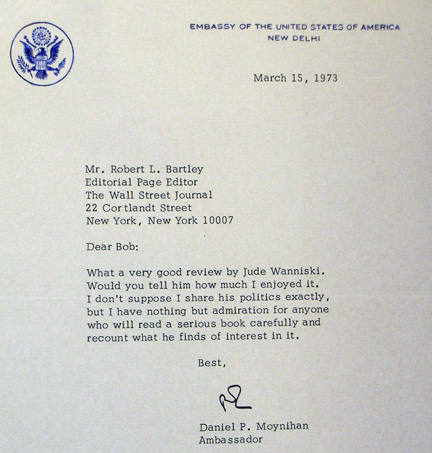 EMBASSY OF THE UNITED STATES OF AMERICA
NEW DELHI
March 15, 1973
Mr. Robert L. Bartley
Editorial Page Editor
The Wall Street Journal
22 Cortlandt Street
New York, New York 10007
Dear Bob:
What a very good review by Jude Wanniski.
Would you tell him how much I enjoyed it.
I don't suppose I share his politics exactly,
but I have nothing but admiration for anyone
who will read a serious book carefully and
recount what he finds of interest in it.
Best,
Daniel P. Moynihan
Ambassador